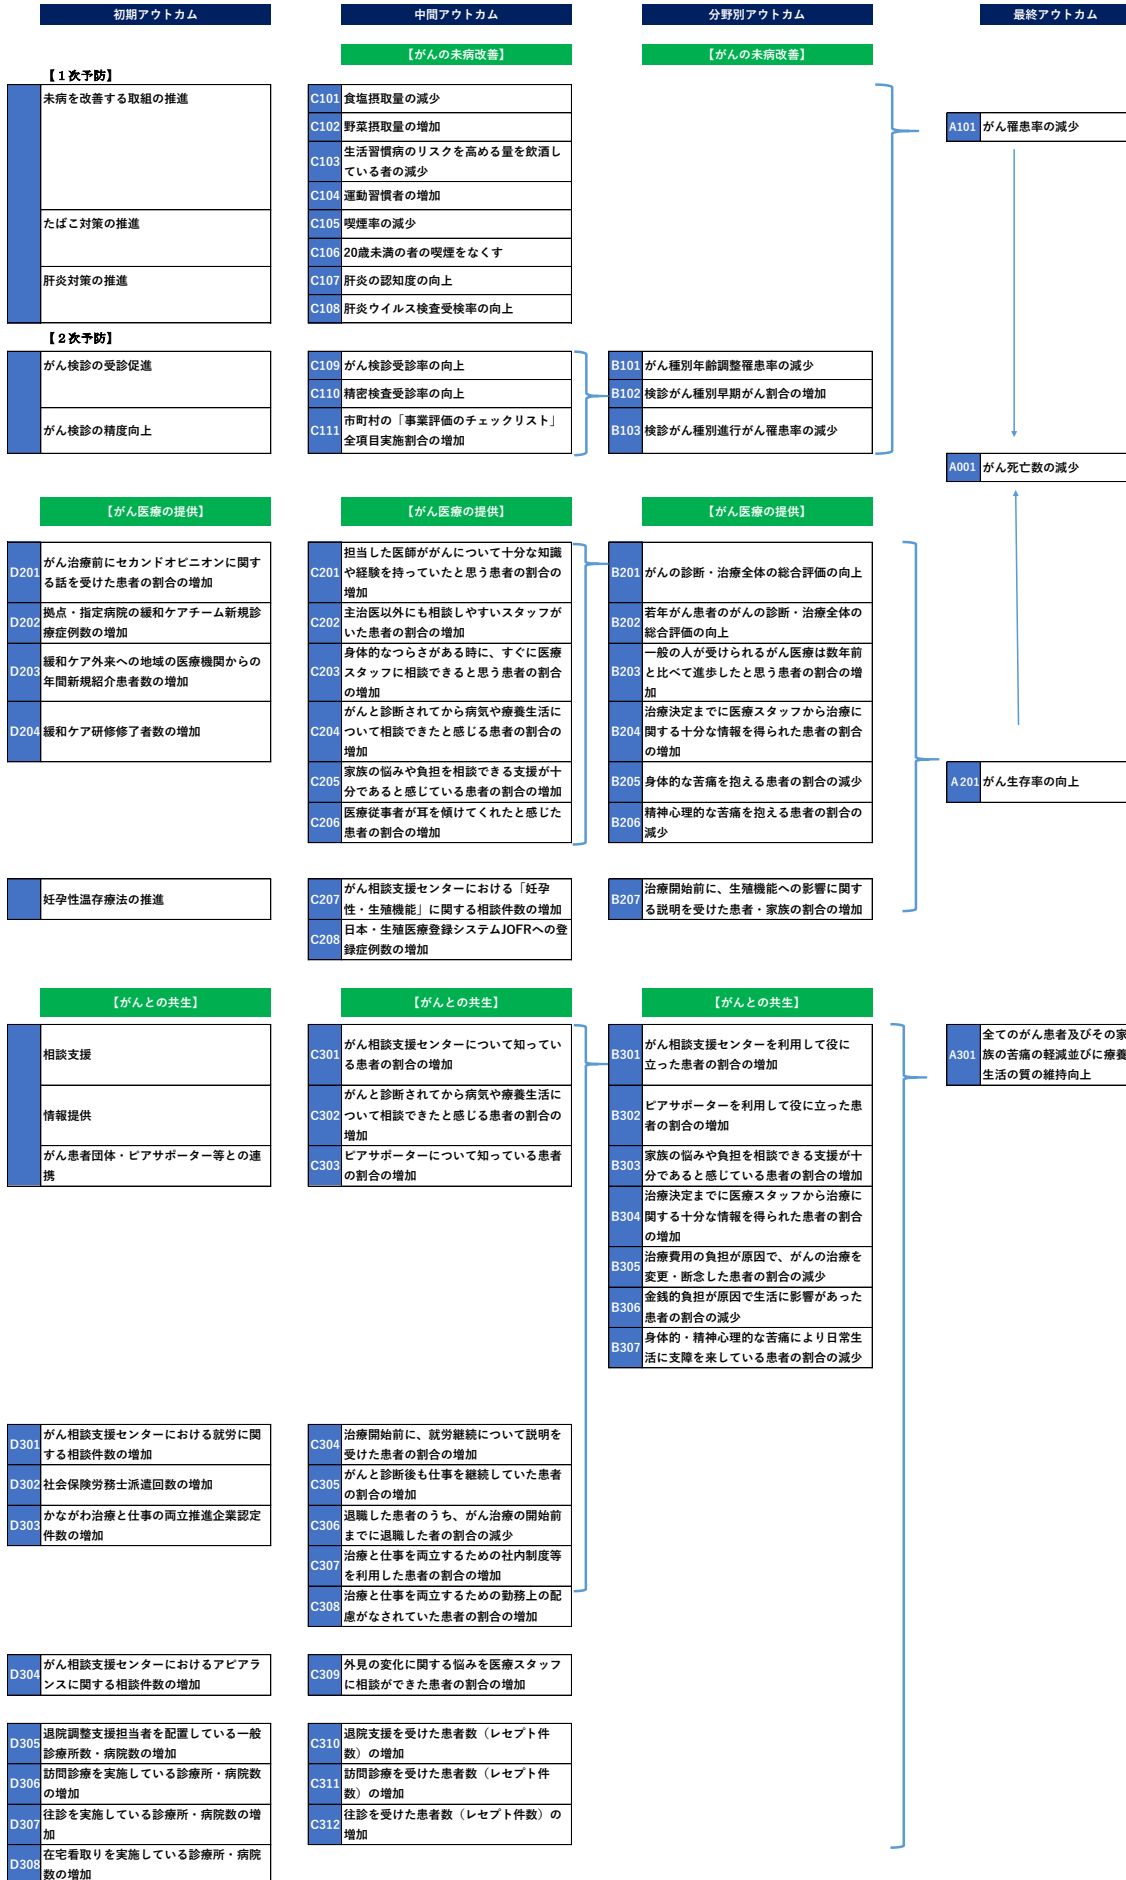 初期アウトカム
中間アウトカム
分野別アウトカム
最終アウトカム
【がんの未病改善】
【がんの未病改善】
【１次予防】
未病を改善する取組の推進
たばこ対策の推進
肝炎対策の推進
C101 食塩摂取量の減少
C102 野菜摂取量の増加
C103 生活習慣病のリスクを高める量を飲酒し
ている者の減少
C104 運動習慣者の増加
C105 喫煙率の減少
C106 20歳未満の者の喫煙をなくす
C107 肝炎の認知度の向上
C108 肝炎ウイルス検査受検率の向上
A101 がん罹患率の減少
【２次予防】
がん検診の受診促進
がん検診の精度向上
C109 がん検診受診率の向上
C110 精密検査受診率の向上
C111 市町村の「事業評価のチェックリスト」
全項目実施割合の増加
B101 がん種別年齢調整罹患率の減少
B102 検診がん種別早期がん割合の増加
B103 検診がん種別進行がん罹患率の減少
A001 がん死亡数の減少
【がん医療の提供】
【がん医療の提供】
【がん医療の提供】
D201 がん治療前にセカンドオピニオンに関す
る話を受けた患者の割合の増加
D202 拠点・指定病院の緩和ケアチーム新規診
療症例数の増加
D203 緩和ケア外来への地域の医療機関からの
年間新規紹介患者数の増加
D204 緩和ケア研修修了者数の増加
C201 担当した医師ががんについて十分な知識
や経験を持っていたと思う患者の割合の
増加
C202 主治医以外にも相談しやすいスタッフが
いた患者の割合の増加
C203 身体的なつらさがある時に、すぐに医療
スタッフに相談できると思う患者の割合
の増加
C204 がんと診断されてから病気や療養生活に
ついて相談できたと感じる患者の割合の
増加
C205 家族の悩みや負担を相談できる支援が十
分であると感じている患者の割合の増加
C206 医療従事者が耳を傾けてくれたと感じた
患者の割合の増加
B201 がんの診断・治療全体の総合評価の向上
B202 若年がん患者のがんの診断・治療全体の
総合評価の向上
B203 一般の人が受けられるがん医療は数年前
と比べて進歩したと思う患者の割合の増
加
B204 治療決定までに医療スタッフから治療に
関する十分な情報を得られた患者の割合
の増加
B205 身体的な苦痛を抱える患者の割合の減少
B206 精神心理的な苦痛を抱える患者の割合の
減少
A201 がん生存率の向上
妊孕性温存療法の推進
C207 がん相談支援センターにおける「妊孕
性・生殖機能」に関する相談件数の増加
C208 日本・生殖医療登録システムJOFRへの登
録症例数の増加
B207 治療開始前に、生殖機能への影響に関す
る説明を受けた患者・家族の割合の増加
【がんとの共生】
【がんとの共生】
【がんとの共生】
相談支援
情報提供
がん患者団体・ピアサポーター等との連
携
C301 がん相談支援センターについて知ってい
る患者の割合の増加
C302 がんと診断されてから病気や療養生活に
ついて相談できたと感じる患者の割合の
増加
C303 ピアサポーターについて知っている患者
の割合の増加
B301 がん相談支援センターを利用して役に
立った患者の割合の増加
B302 ピアサポーターを利用して役に立った患
者の割合の増加
B303 家族の悩みや負担を相談できる支援が十
分であると感じている患者の割合の増加
B304 治療決定までに医療スタッフから治療に
関する十分な情報を得られた患者の割合
の増加
B305 治療費用の負担が原因で、がんの治療を
変更・断念した患者の割合の減少
B306 金銭的負担が原因で生活に影響があった
患者の割合の減少
B307 身体的・精神心理的な苦痛により日常生
活に支障を来している患者の割合の減少
A301 全てのがん患者及びその家
族の苦痛の軽減並びに療養
生活の質の維持向上
D301 がん相談支援センターにおける就労に関
する相談件数の増加
D302 社会保険労務士派遣回数の増加
D303 かながわ治療と仕事の両立推進企業認定
件数の増加
C304 治療開始前に、就労継続について説明を
受けた患者の割合の増加
C305 がんと診断後も仕事を継続していた患者
の割合の増加
C306 退職した患者のうち、がん治療の開始前
までに退職した者の割合の減少
C307 治療と仕事を両立するための社内制度等
を利用した患者の割合の増加
C308 治療と仕事を両立するための勤務上の配
慮がなされていた患者の割合の増加
D304 がん相談支援センターにおけるアピアラ
ンスに関する相談件数の増加
C309 外見の変化に関する悩みを医療スタッフ
に相談ができた患者の割合の増加
D305 退院調整支援担当者を配置している一般
診療所数・病院数の増加
D306 訪問診療を実施している診療所・病院数
の増加
D307 往診を実施している診療所・病院数の増
加
D308 在宅看取りを実施している診療所・病院
数の増加
C310 退院支援を受けた患者数（レセプト件
数）の増加
C311 訪問診療を受けた患者数（レセプト件
数）の増加
C312 往診を受けた患者数（レセプト件数）の
増加